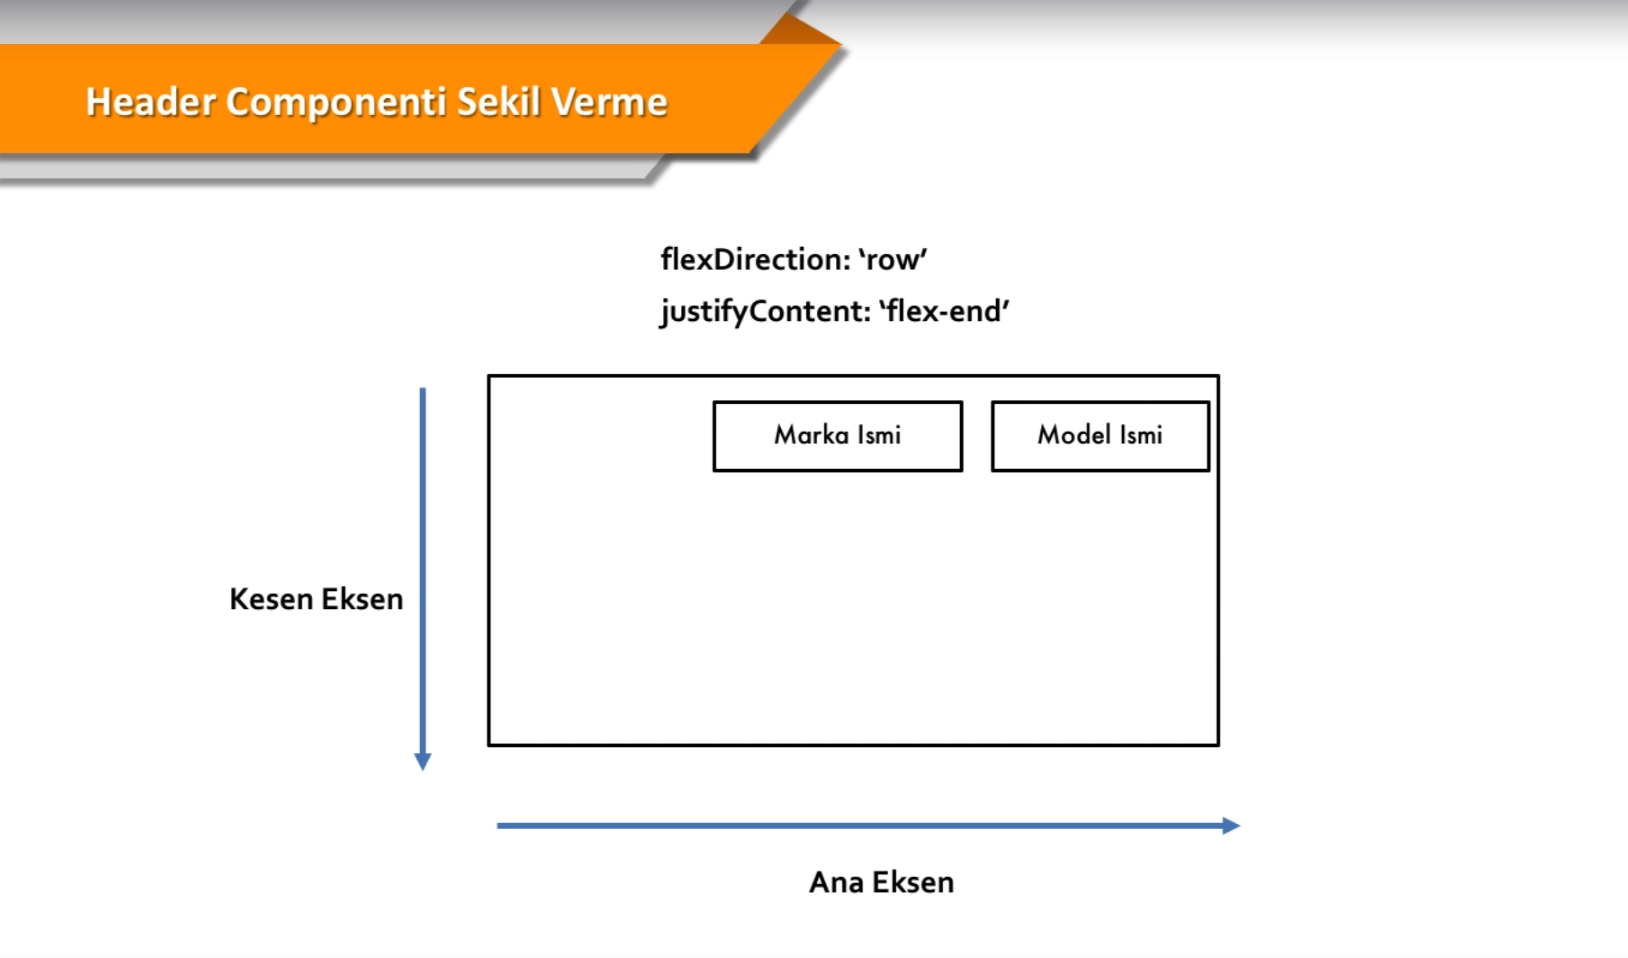 Header Componenti Sekil Verme
flexDirection: ‘row’
justifyContent: ‘flex-end’
Marka Ismi
Model Ismi
Kesen Eksen
Ana Eksen